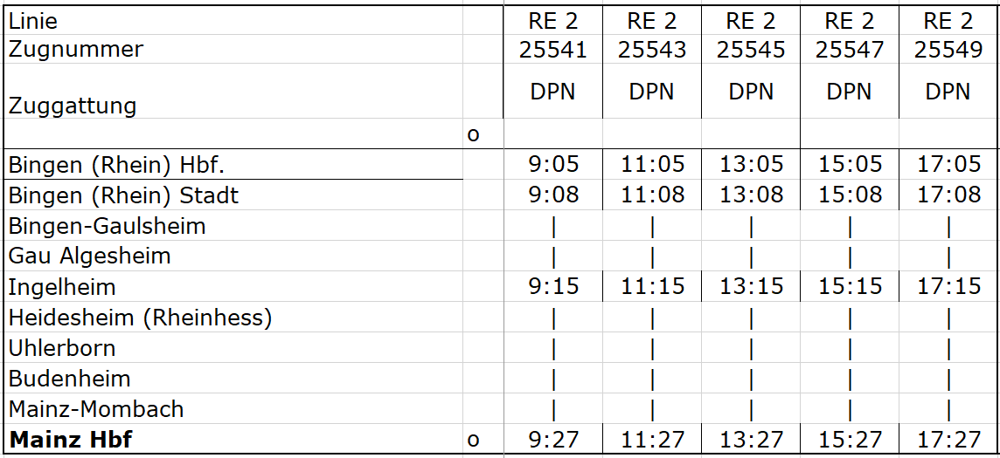 Linie RE 2 RE 2 RE 2 RE 2 RE 2
Zugnummer 25541 25543 25545 25547 25549
Zuggattung DPN DPN DPN DPN DPN
o
Bingen (Rhein) Hbf. 9:05 11:05 13:05 15:05 17:05
Bingen (Rhein) Stadt 9:08 11:08 13:08 15:08 17:08
Bingen-Gaulsheim | | | | |
Gau Algesheim | | | | |
Ingelheim 9:15 11:15 13:15 15:15 17:15
Heidesheim (Rheinhess) | | | | |
Uhlerborn | | | | |
Budenheim | | | | |
Mainz-Mombach | | | | |
Mainz Hbf o 9:27 11:27 13:27 15:27 17:27